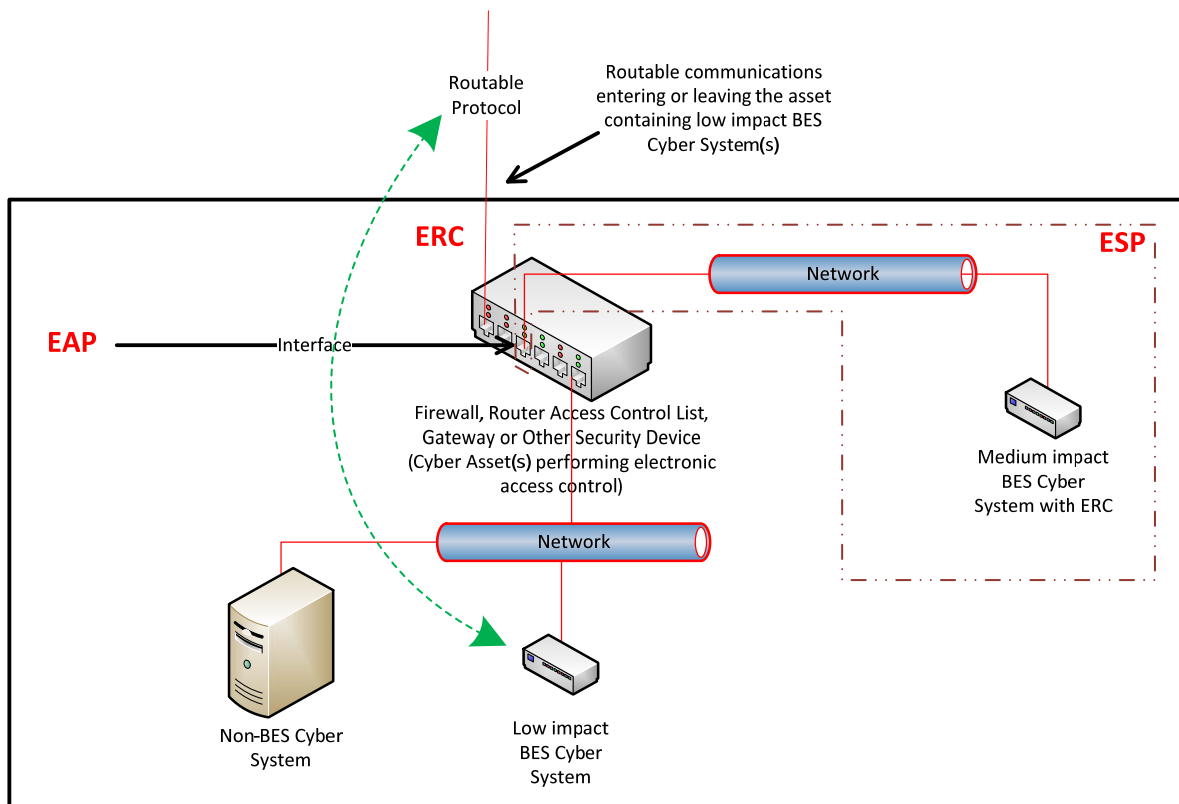 Routable
Protocol
Routable communications
entering or leaving the asset
containing low impact BES
Cyber System(s)
ERC
ESP
Network
EAP
Interface
Firewall, Router Access Control List,
Gateway or Other Security Device
(Cyber Asset(s) performing electronic
access control)
Medium impact
BES Cyber
System with ERC
Network
Non-BES Cyber
System
Low impact
BES Cyber
System